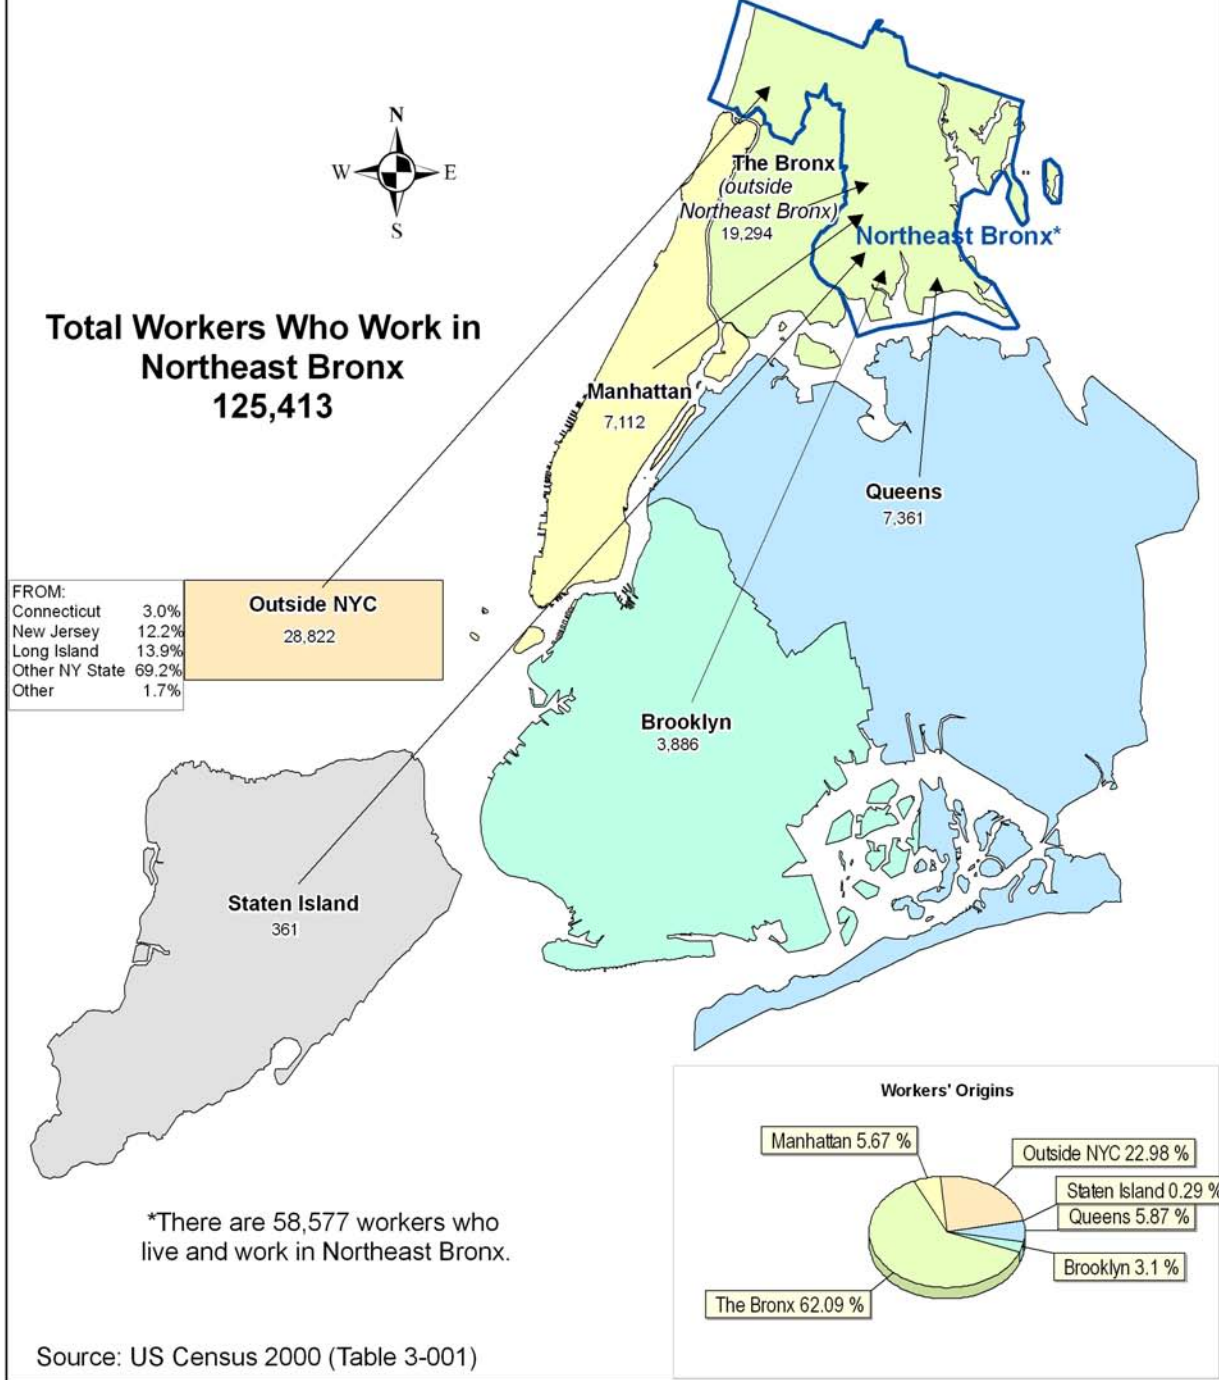 N
W E
S
The Bronx
(outside
Northeast Bronx)
19,294
Northeast Bronx*
Total Workers Who Work in
Northeast Bronx
125,413
Manhattan
7,112
Queens
7,361
FROM:
Connecticut 3.0%
New Jersey 12.2%
Long Island 13.9%
Other NY State 69.2%
Other 1.7%
Outside NYC
28,822
Brooklyn
3,886
Staten Island
361
Workers' Origins
Manhattan 5.67 %
Outside NYC 22.98 %
Staten Island 0.29 %
Queens 5.87 %
Brooklyn 3.1 %
The Bronx 62.09 %
*There are 58,577 workers who
live and work in Northeast Bronx.
Source: US Census 2000 (Table 3-001)